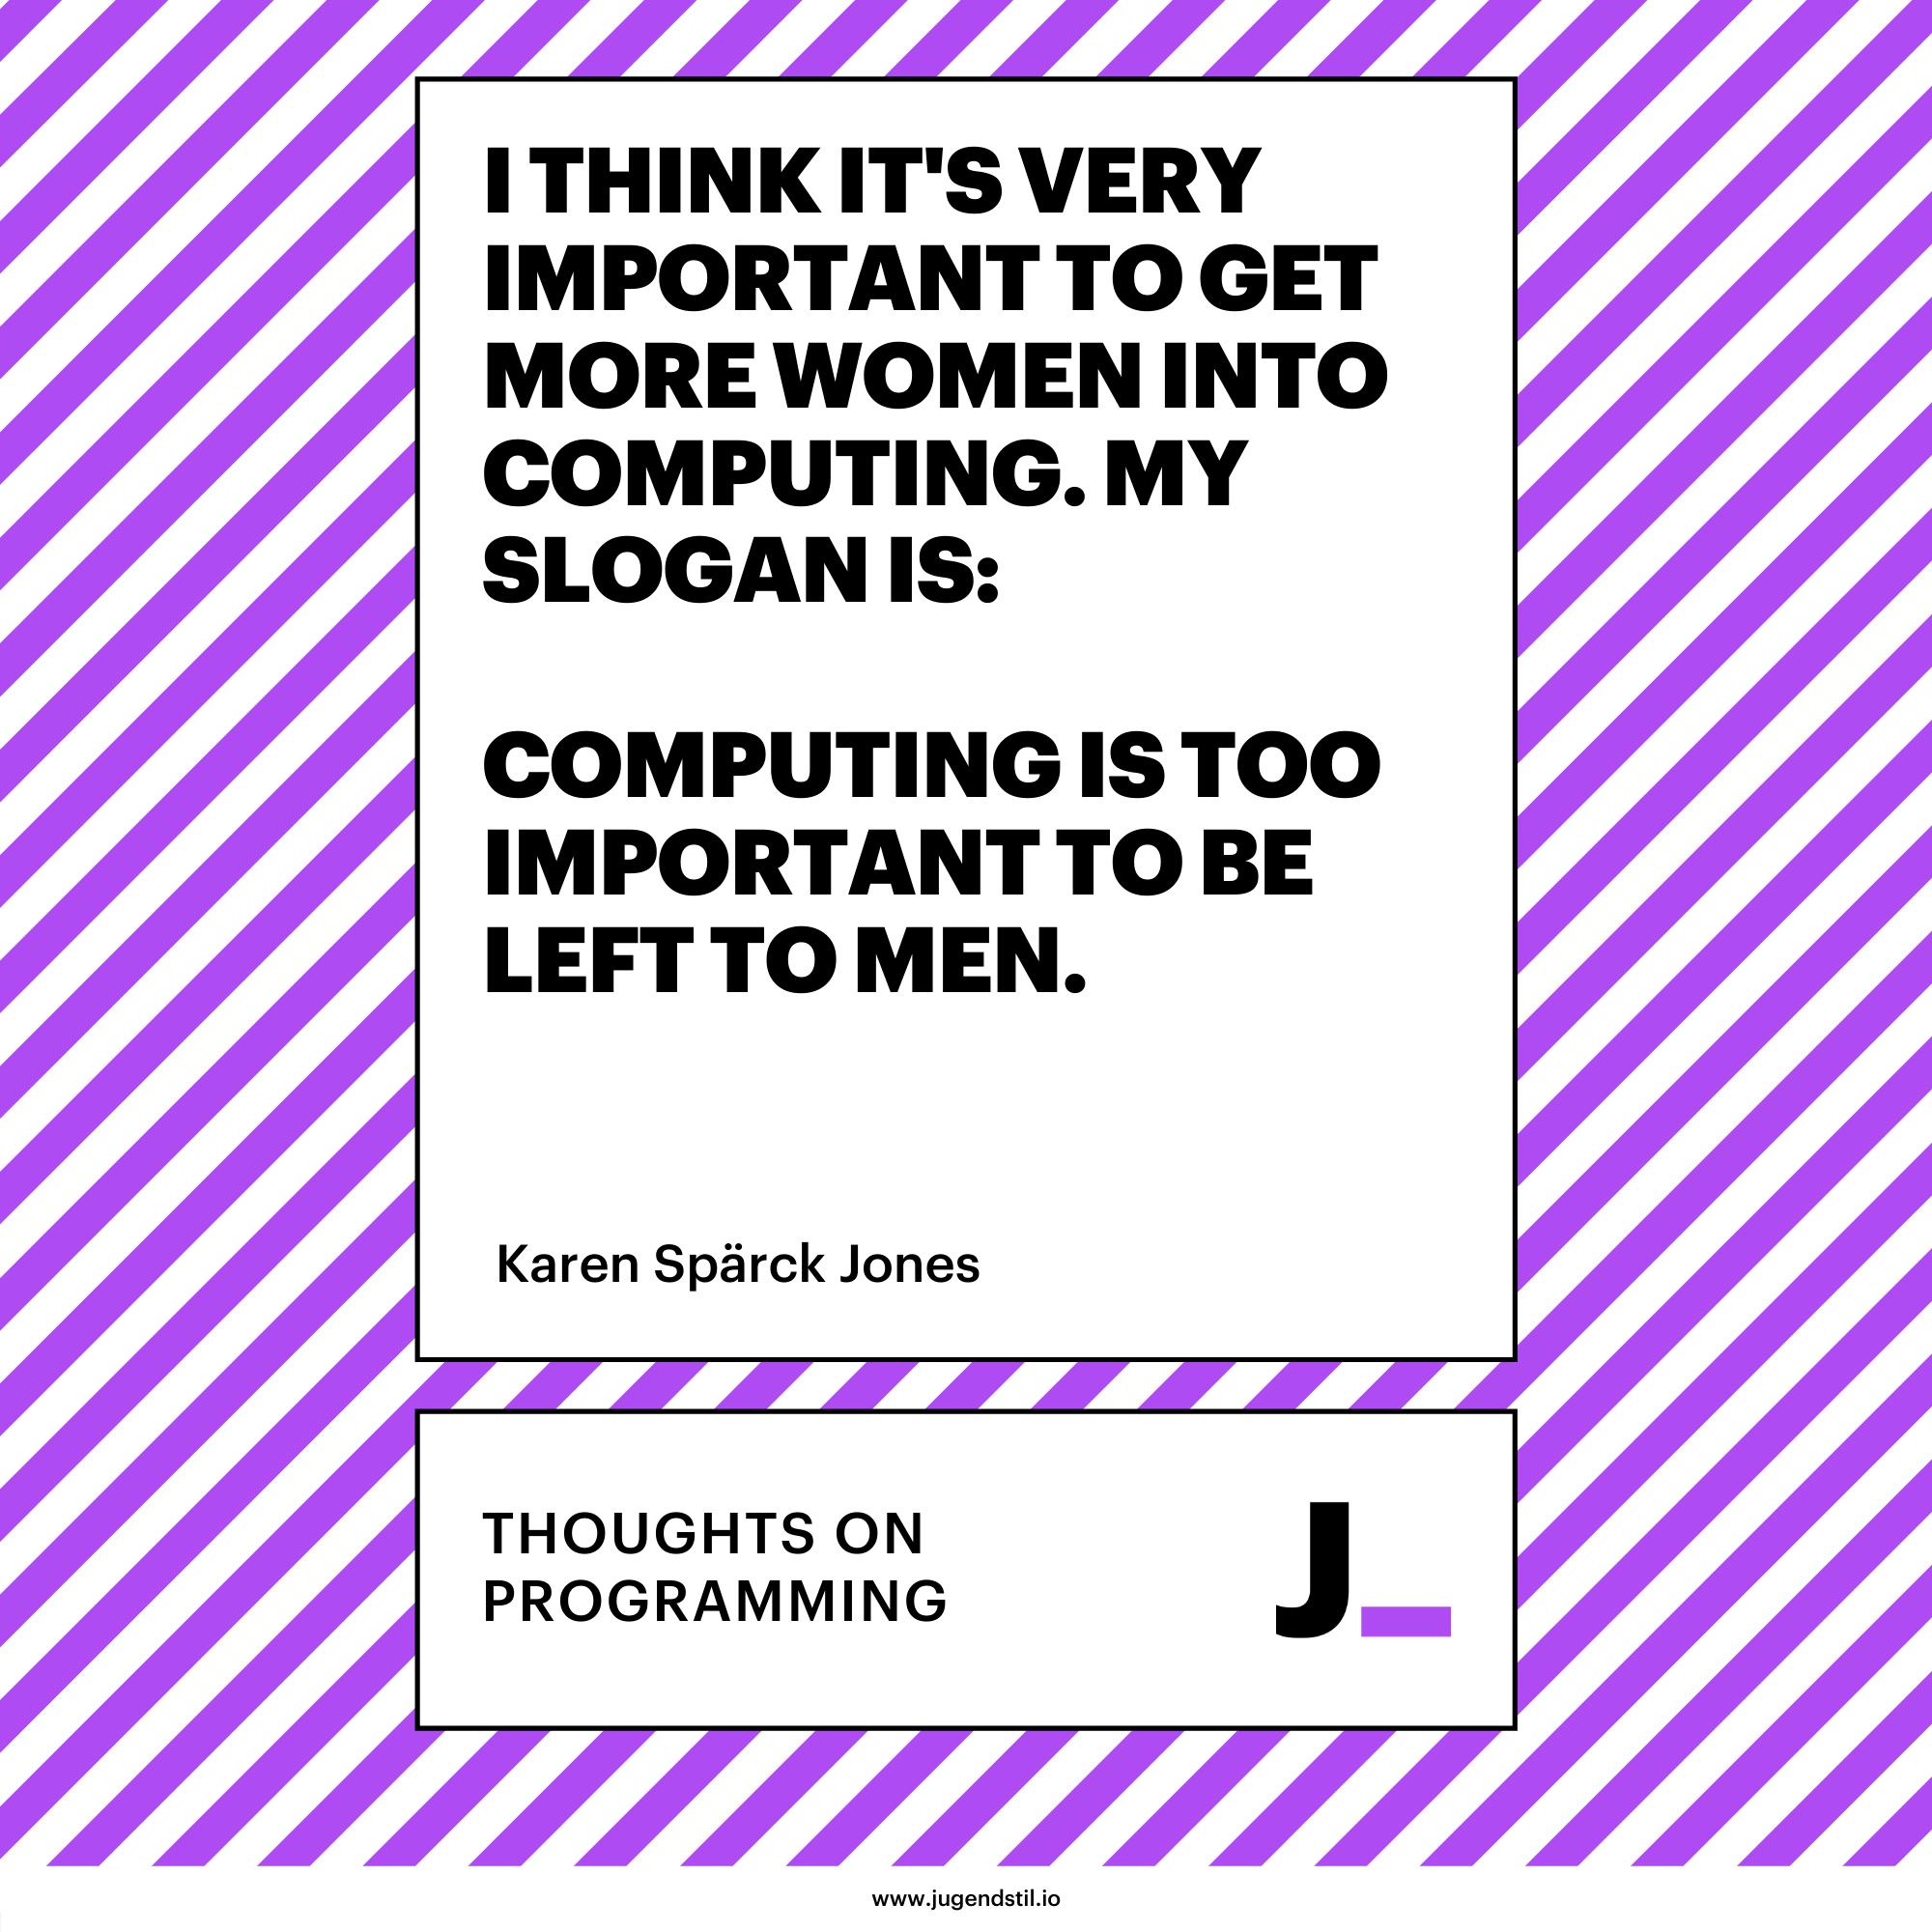 I THINK IT'S VERY
IMPORTANT TO GET
MORE WOMEN INTO
COMPUTING. MY
SLOGAN IS:
COMPUTING IS TOO
IMPORTANT TO BE
LEFT TO MEN.
Karen Spärck Jones
THOUGHTS ON
PROGRAMMING
J_
www.jugendstil.io